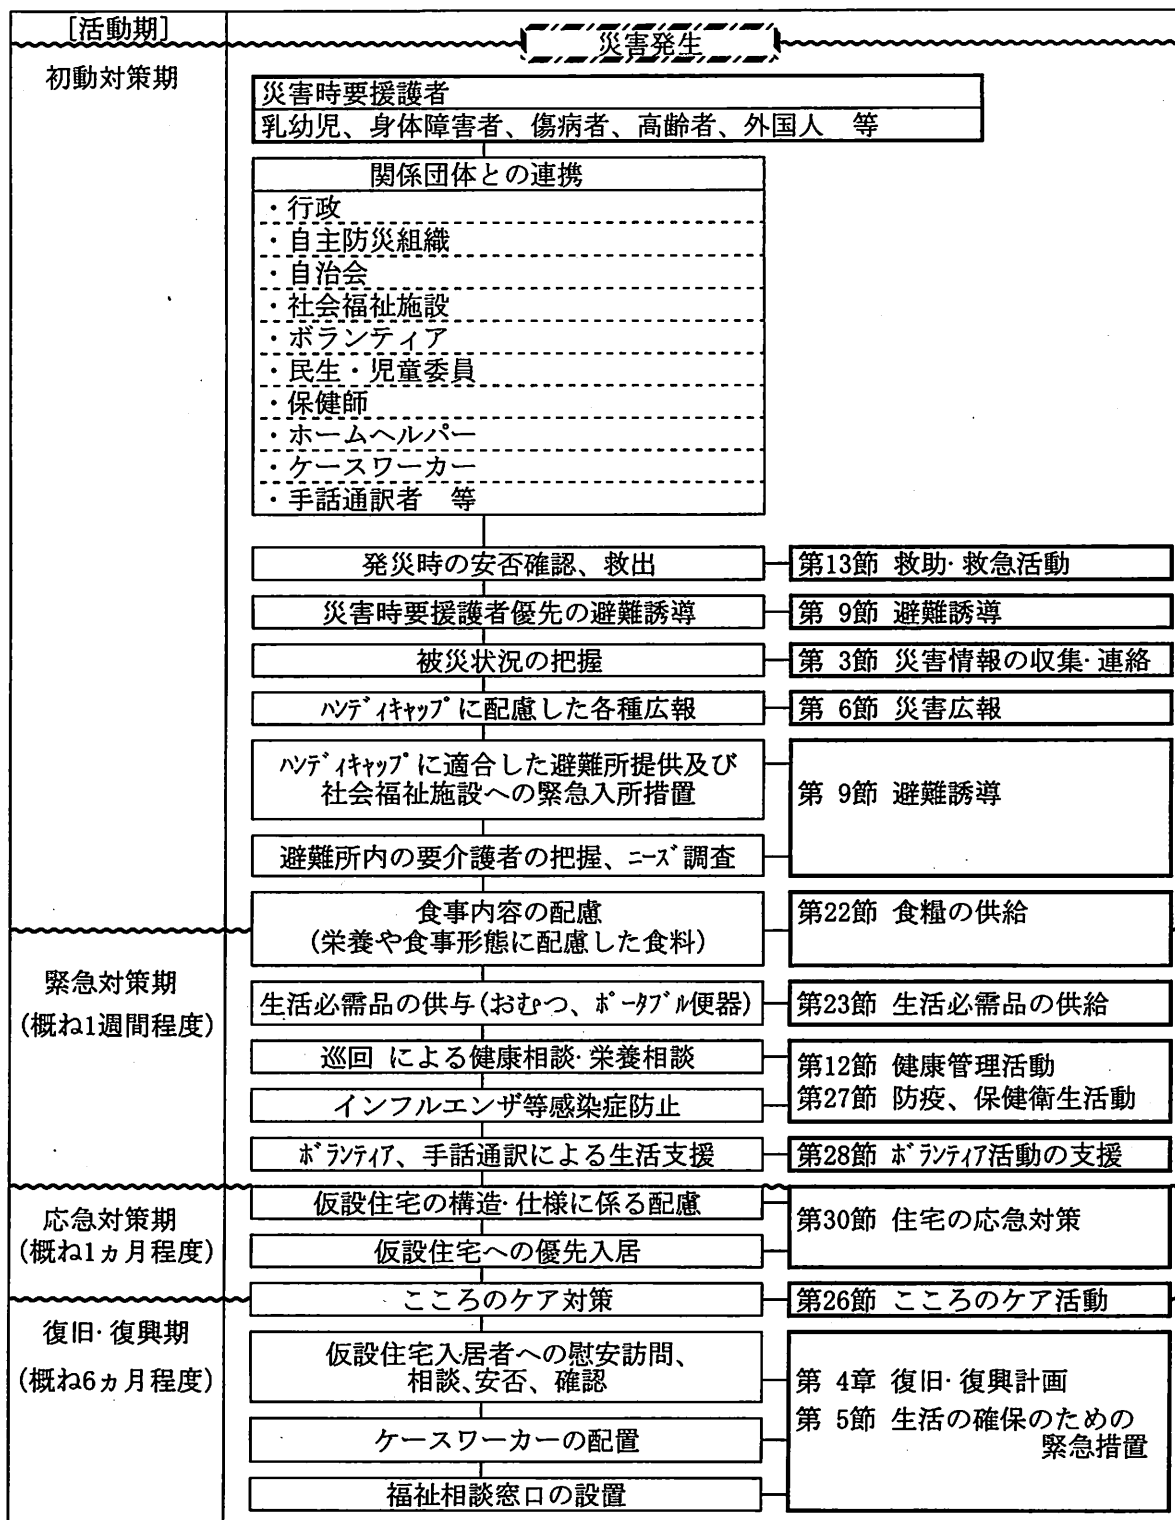 [活動期]
災害発生
初動対策期
災害時要援護者
乳幼児、身体障害者、傷病者、高齢者、外国人 等
関係団体との連携
・行政
・自主防災組織
・自治会
・社会福祉施設
・ボランティア
・民生・児童委員
・保健師
・ホームヘルパー
・ケースワーカー
・手話通訳者 等
発災時の安否確認、救出
第13節 救助・救急活動
災害時要援護者優先の避難誘導
第 9節 避難誘導
被災状況の把握
第 3節 災害情報の収集・連絡
ハンディキャップに配慮した各種広報
第 6節 災害広報
ハンディキャップに適合した避難所提供及び
社会福祉施設への緊急入所措置
第 9節 避難誘導
避難所内の要介護者の把握、ニーズ調査
食事内容の配慮
(栄養や食事形態に配慮した食料)
第22節 食糧の供給
緊急対策期
(概ね1週間程度)
生活必需品の供与(おむつ、ポータブル便器)
第23節 生活必需品の供給
巡回 による健康相談・栄養相談
第12節 健康管理活動
第27節 防疫、保健衛生活動
インフルエンザ等感染症防止
ボランティア、手話通訳による生活支援
第28節 ボランティア活動の支援
応急対策期
(概ね1ヵ月程度)
仮設住宅の構造・仕様に係る配慮
第30節 住宅の応急対策
仮設住宅への優先入居
こころのケア対策
第26節 こころのケア活動
復旧・復興期
(概ね6ヵ月程度)
仮設住宅入居者への慰安訪問、
相談、安否、確認
第 4章 復旧・復興計画
第 5節 生活の確保のための
緊急措置
ケースワーカーの配置
福祉相談窓口の設置